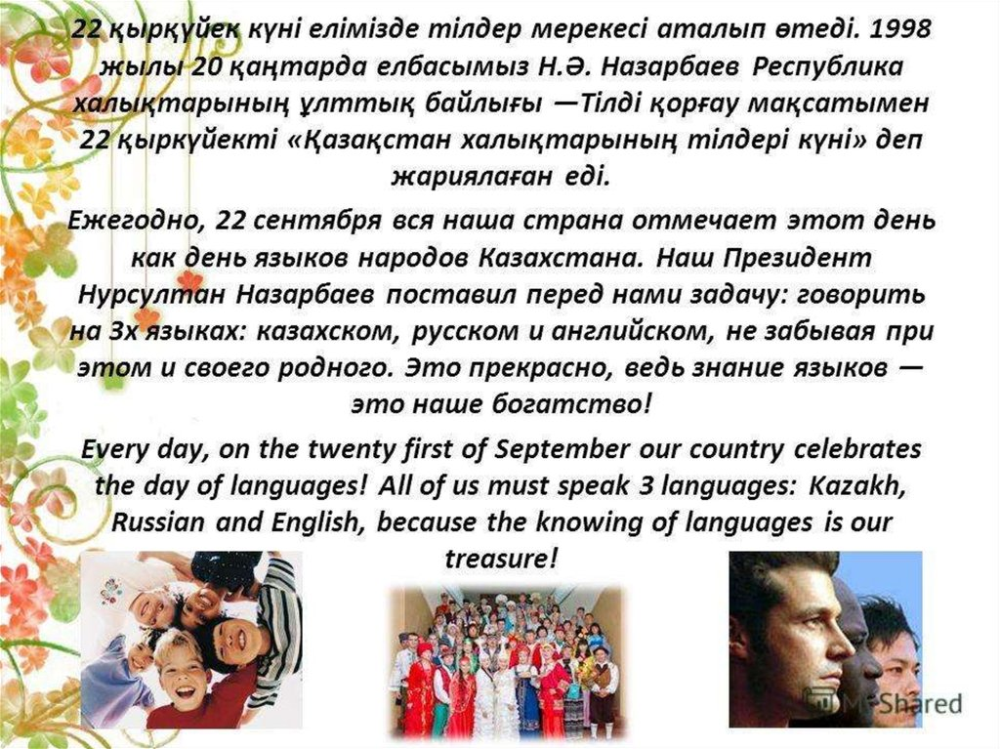 22 қырқүйек күні елімізде тілдер мерекесі аталып өтеді. 1998
жылы 20 қаңтарда елбасымыз Н.Ә. Назарбаев Республика
халықтарының ұлттық байлығы —Тілді қорғау мақсатымен
22 қыркүйекті «Қазақстан халықтарының тілдері күні» деп
жариялаған еді.
Ежегодно, 22 сентября вся наша страна отмечает этот день
как день языков народов Казахстана. Наш Президент
Нурсултан Назарбаев поставил перед нами задачу: говорить
на 3х языках: казахском, русском и английском, не забывая при
этом и своего родного. Это прекрасно, ведь знание языков —
это наше богатство!
Every day, on the twenty first of September our country celebrates
the day of languages! All of us must speak 3 languages: Kazakh,
Russian and English, because the knowing of languages is our
treasure!
MyShared